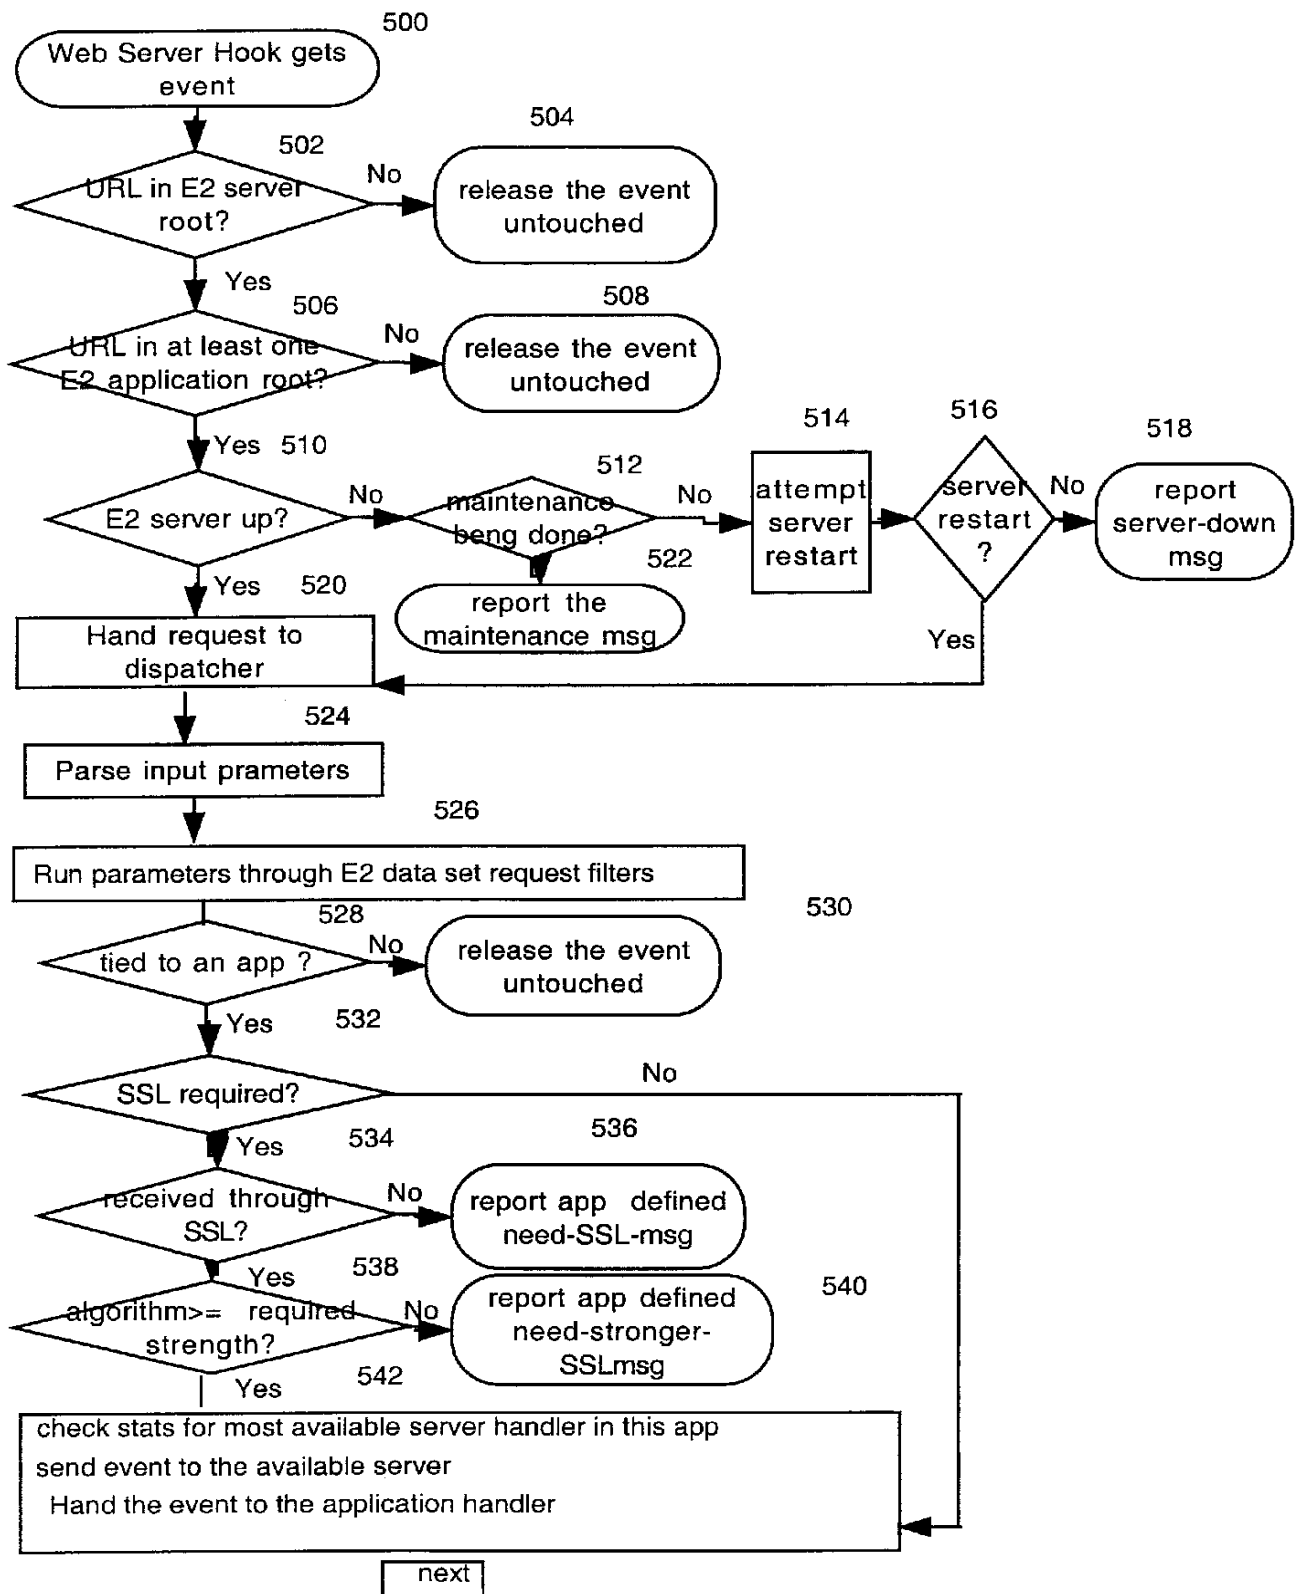 500
Web Server Hook gets
event
504
502
No
URL in E2 server
root?
release the event
untouched
Yes
506
508
No
URL in at least one
E2 application root?
release the event
untouched
Yes
510
512
514
516
518
No
E2 server up?
maintenance
beng done?
No
attempt
server
restart
server
restart
?
No
report
server-down
msg
Yes
520
522
report the
maintenance msg
Yes
Hand request to
dispatcher
524
Parse input prameters
526
Run parameters through E2 data set request filters
528
530
No
tied to an app ?
release the event
untouched
Yes
532
No
SSL required?
Yes
534
536
No
received through
SSL?
report app defined
need-SSL-msg
Yes
538
540
No
algorithm>= required
strength?
report app defined
need-stronger-
SSLmsg
Yes
542
check stats for most available server handler in this app
send event to the available server
Hand the event to the application handler
next